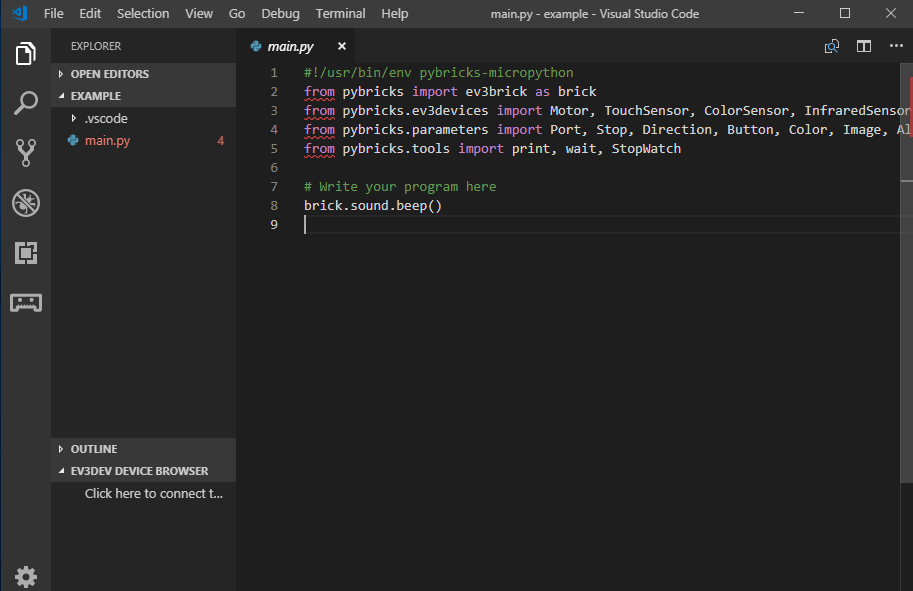 File Edit Selection View Go Debug Terminal Help main.py - example - Visual Studio Code
EXPLORER
OPEN EDITORS
EXAMPLE
.vscode
main.py 4
OUTLINE
EV3DEV DEVICE BROWSER
Click here to connect t...
main.py
1 #!/usr/bin/env pybricks-micropython
2 from pybricks import ev3brick as brick
3 from pybricks.ev3devices import Motor, TouchSensor, ColorSensor, InfraredSensor
4 from pybricks.parameters import Port, Stop, Direction, Button, Color, Image, Al
5 from pybricks.tools import print, wait, StopWatch
6
7 # Write your program here
8 brick.sound.beep()
9